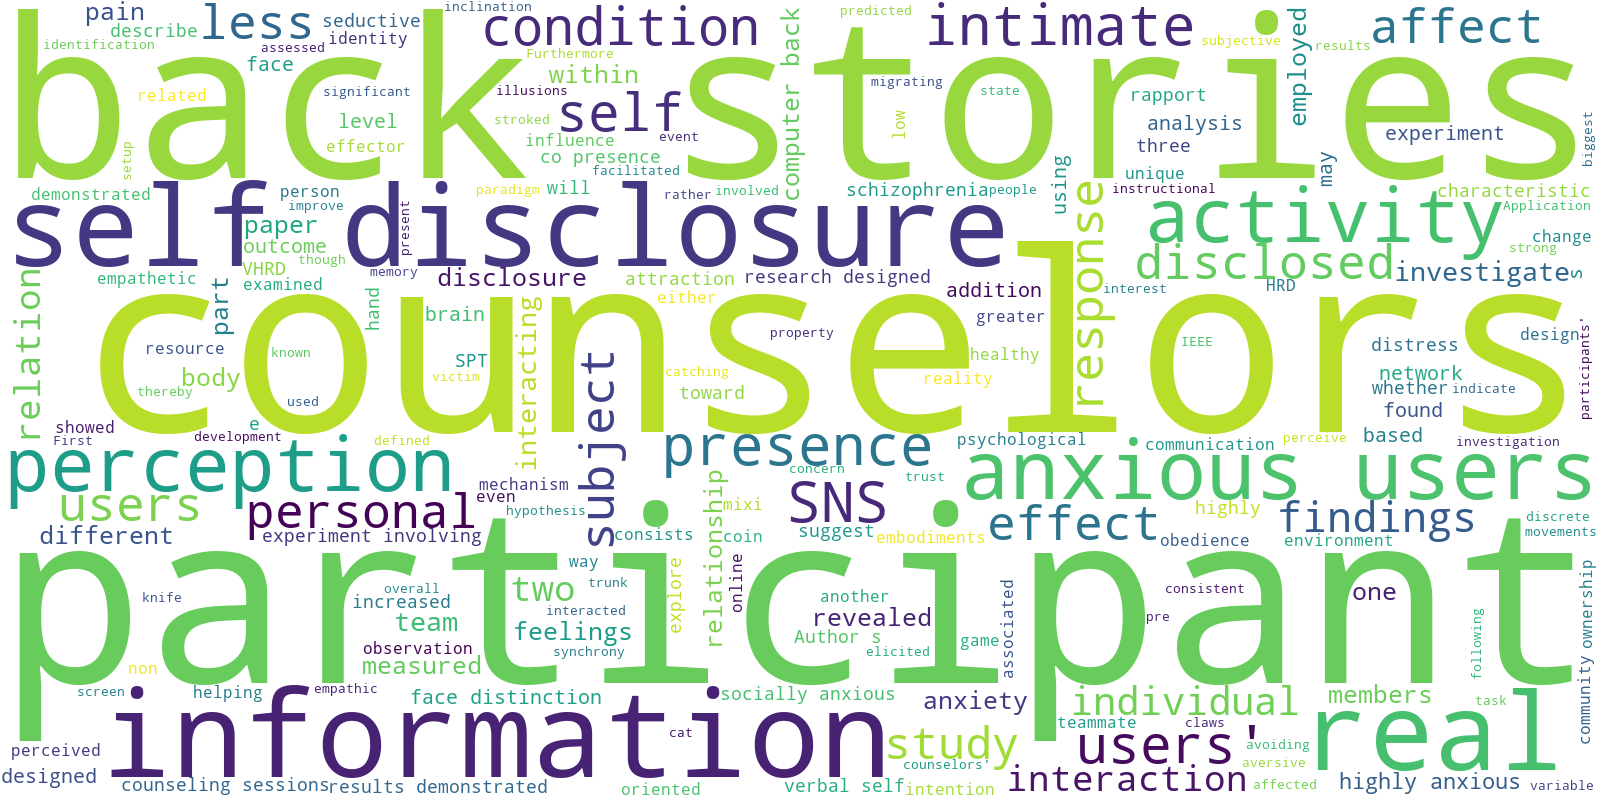 back stories
pain
less
seductive
inclination
condition
predicted
intimate
employed
affect
describe
identification
assessed
identity
Furthermore
subjective
results
face
within
computer back
related
significant
illusions
self
migrating
state
low
rapport
level
stroked
event
analysis
experiment
biggest
effector
influence
three
setup
co presence
facilitated
may
unique
demonstrated
person
paradigm
will
rather
involved
schizophrenia
people
using
instructional
characteristic
improve
present
response
Application
self disclosure
paper
activity
outcome
change
though
strong
VHRD
memory
disclosed
investigate
s
empathetic
examined
disclosure
attraction
research designed
addition
interest
HRD
relation
part
hand
either
interacting
brain
greater
property
design
participants'
resource
known
SPT
IEEE
distress
counselors
body
victim
catching
healthy
network
thereby
toward
reality
whether
indicate
used
subject
found
showed
e
First
development
defined
presence
psychological
communication
perceive
based
investigation
perception
concern
trust
anxious users
users
personal
even
mechanism
relationship
mixi
SNS
highly
hypothesis
effect
findings
discrete
different
experiment involving
consists
coin
suggest
embodiments
obedience
environment
movements
way
online
explore
participant
overall
two
trunk
knife
increased
interacted
another
associated
consistent
one
community ownership
team
feelings
revealed
pre
following
observation
synchrony
Author s
elicited
game
non
measured
screen
helping
empathic
face distinction
socially anxious
anxiety
individual
members
task
information
teammate
claws
real
cat
study
users'
avoiding
perceived
counselors'
aversive
designed
counseling sessions
results demonstrated
oriented
verbal self
intention
interaction
affected
highly anxious
variable